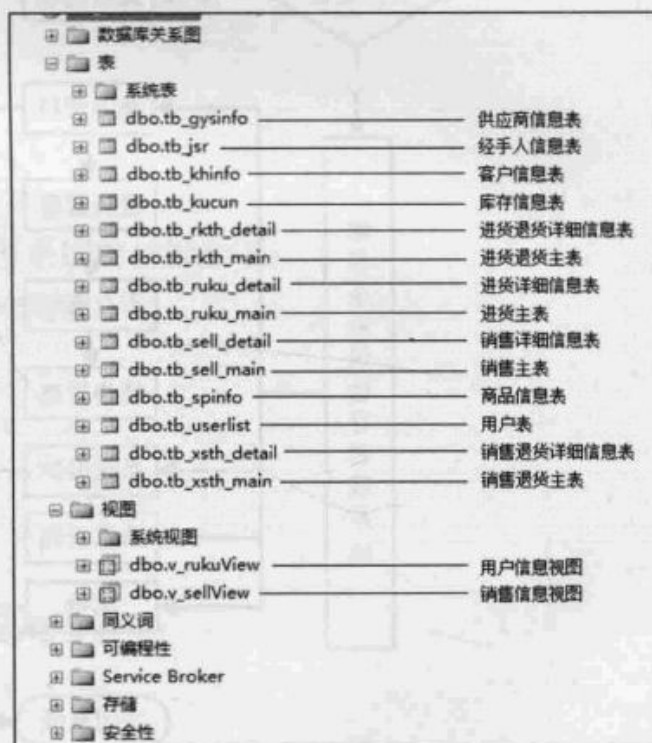 数据库关系图
表
系统表
dbo.tb_gysinfo 供应商信息表
dbo.tb_jsr 经手人信息表
dbo.tb_khinfo 客户信息表
dbo.tb_kucun 库存信息表
dbo.tb_rkth_detail 进货退货详细信息表
dbo.tb_rkth_main 进货退货主表
dbo.tb_ruku_detail 进货详细信息表
dbo.tb_ruku_main 进货主表
dbo.tb_sell_detail 销售详细信息表
dbo.tb_sell_main 销售主表
dbo.tb_spinfo 商品信息表
dbo.tb_userlist 用户表
dbo.tb_xsth_detail 销售退货详细信息表
dbo.tb_xsth_main 销售退货主表
视图
系统视图
dbo.v_rukuView 用户信息视图
dbo.v_sellView 销售信息视图
同义词
可编程性
Service Broker
存储
安全性